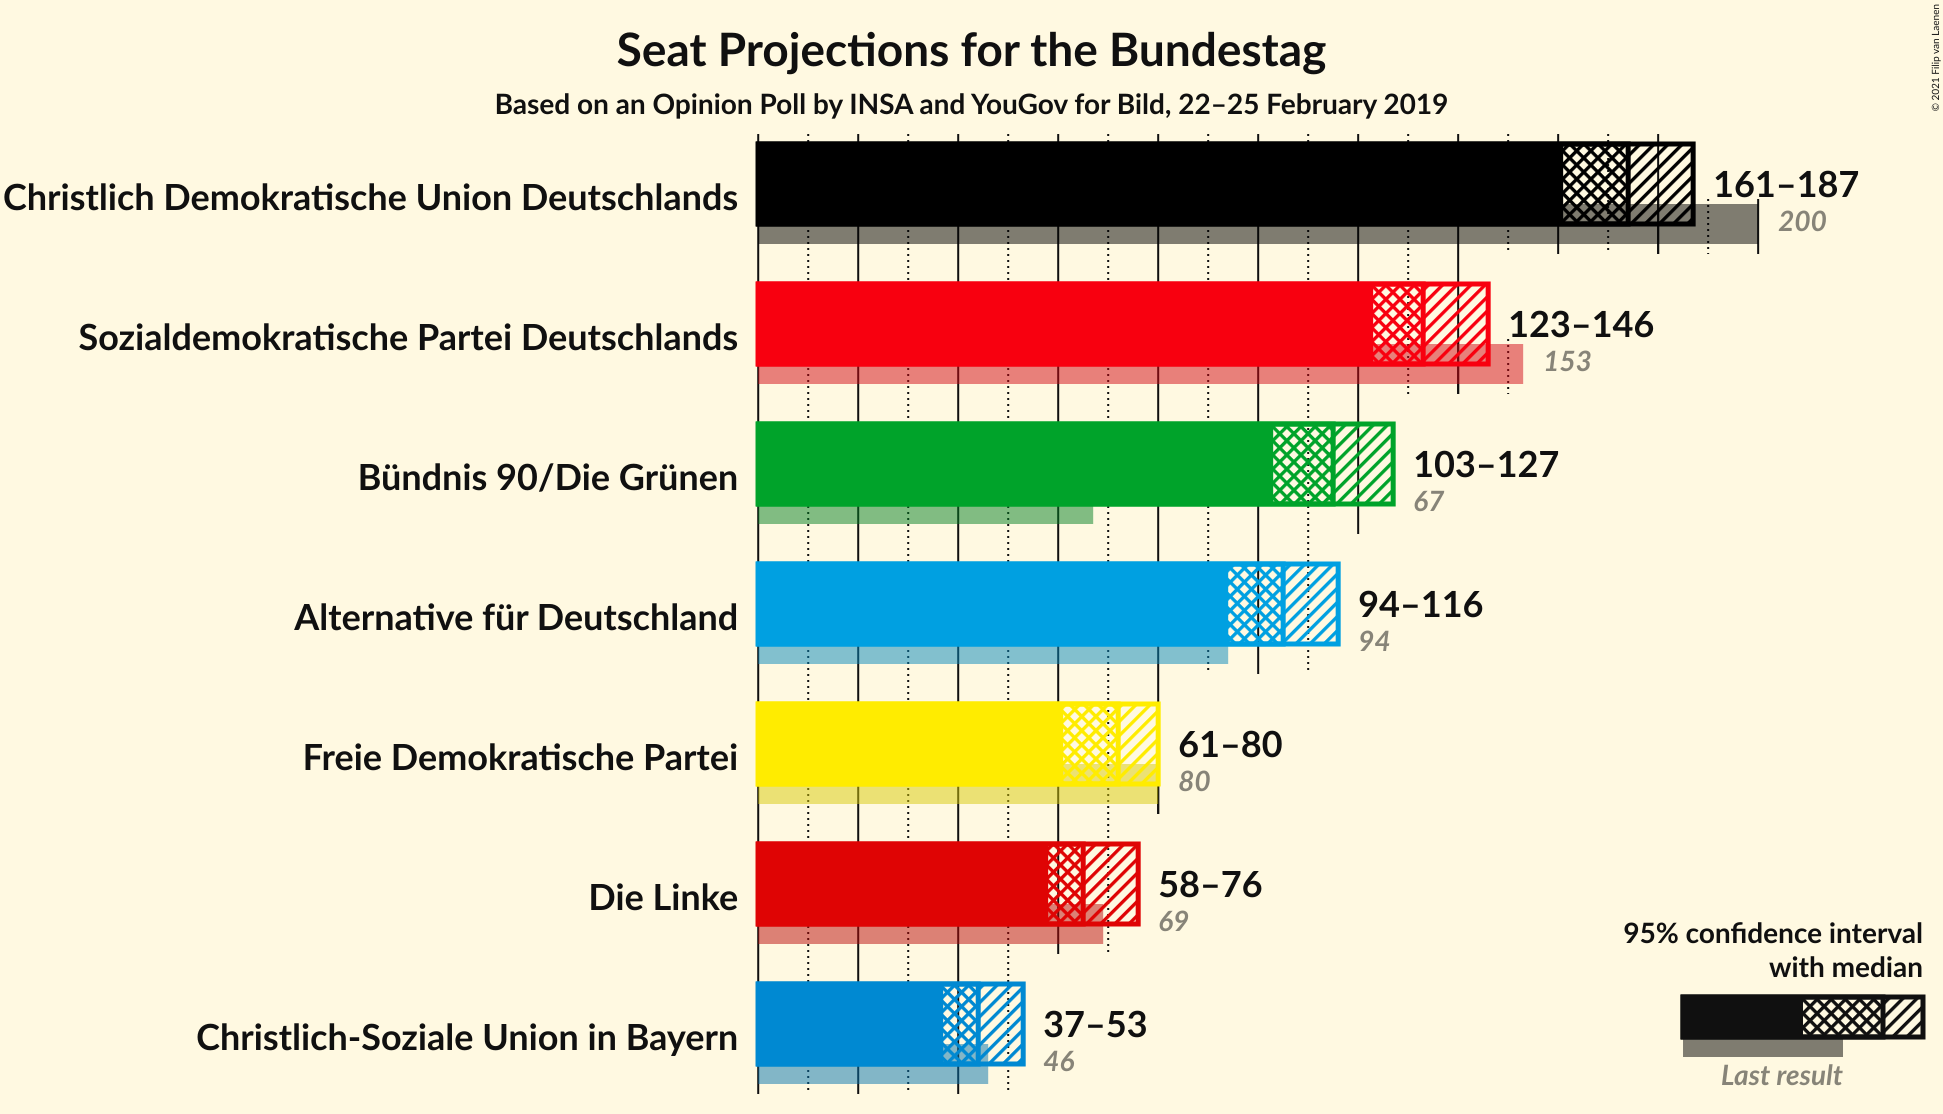 Seat Projections for the Bundestag
Based on an Opinion Poll by INSA and YouGov for Bild, 22–25 February 2019
© 2021 Filip van Laenen
Christlich Demokratische Union Deutschlands
161–187
200
Sozialdemokratische Partei Deutschlands
123–146
153
Bündnis 90/Die Grünen
103–127
67
Alternative für Deutschland
94–116
94
Freie Demokratische Partei
61–80
80
Die Linke
58–76
69
Christlich-Soziale Union in Bayern
37–53
46
95% confidence interval
with median
Last result